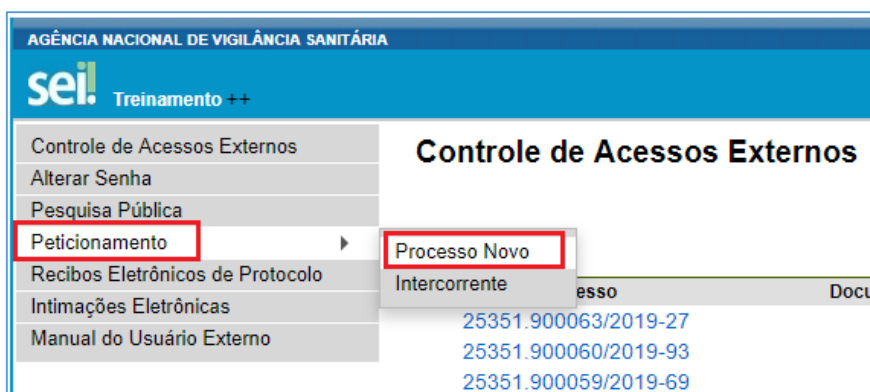 AGÊNCIA NACIONAL DE VIGILÂNCIA SANITÁRIA
sei! Treinamento ++
Controle de Acessos Externos
Alterar Senha
Pesquisa Pública
Peticionamento
Recibos Eletrônicos de Protocolo
Intimações Eletrônicas
Manual do Usuário Externo
Processo Novo
Intercorrente
Controle de Acessos Externos
esso Docu
25351.900063/2019-27
25351.900060/2019-93
25351.900059/2019-69